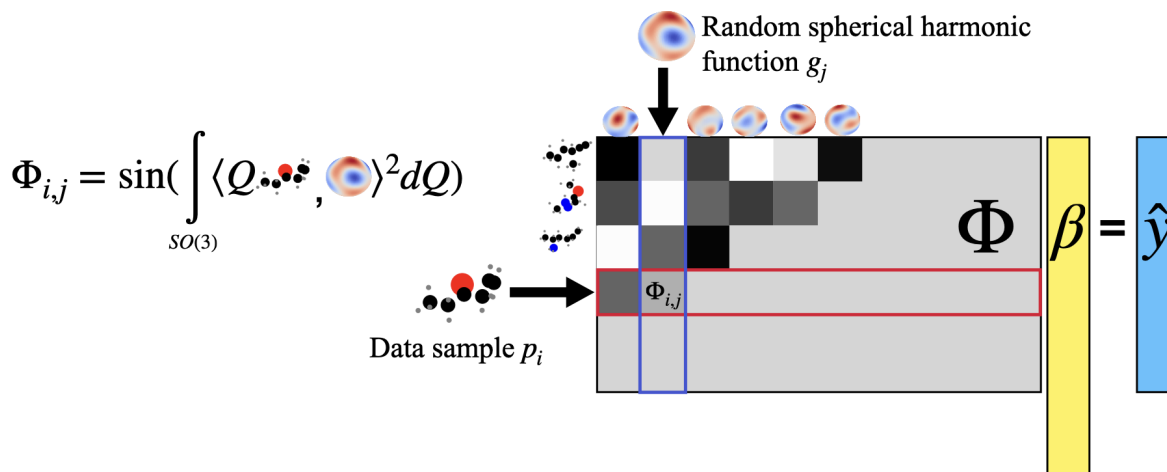 Random spherical harmonic
function g_j
Φ_{i,j} = sin( ∫_{SO(3)} ⟨Q , ⟩² dQ)
Φ β = ŷ
Φ_{i,j}
Data sample p_i